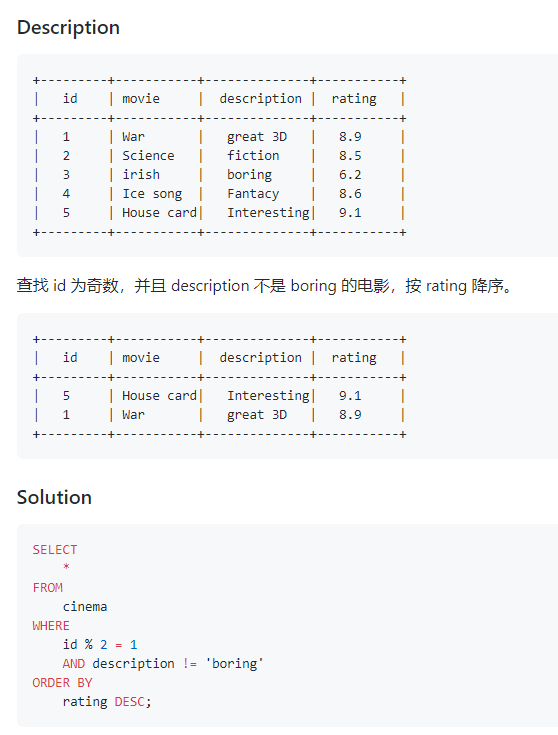 Description
+---------+-----------+--------------+-----------+
|   id    | movie     |  description |  rating   |
+---------+-----------+--------------+-----------+
|   1     | War       |   great 3D   |   8.9     |
|   2     | Science   |   fiction    |   8.5     |
|   3     | irish     |   boring     |   6.2     |
|   4     | Ice song  |   Fantacy    |   8.6     |
|   5     | House card|   Interesting|   9.1     |
+---------+-----------+--------------+-----------+
查找 id 为奇数，并且 description 不是 boring 的电影，按 rating 降序。
+---------+-----------+--------------+-----------+
|   id    | movie     |  description |  rating   |
+---------+-----------+--------------+-----------+
|   5     | House card|   Interesting|   9.1     |
|   1     | War       |   great 3D   |   8.9     |
+---------+-----------+--------------+-----------+
Solution
SELECT
    *
FROM
    cinema
WHERE
    id % 2 = 1
    AND description != 'boring'
ORDER BY
    rating DESC;